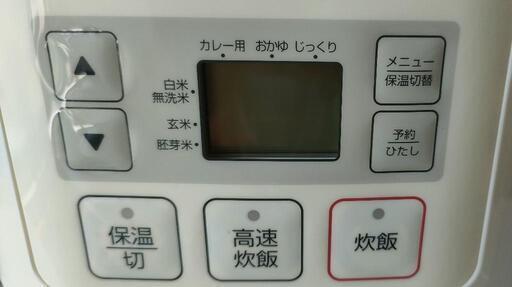 カレー用 おかゆ じっくり
メニュー
保温切替
白米
無洗米
玄米
胚芽米
予約
ひたし
保温
切
高速
炊飯
炊飯